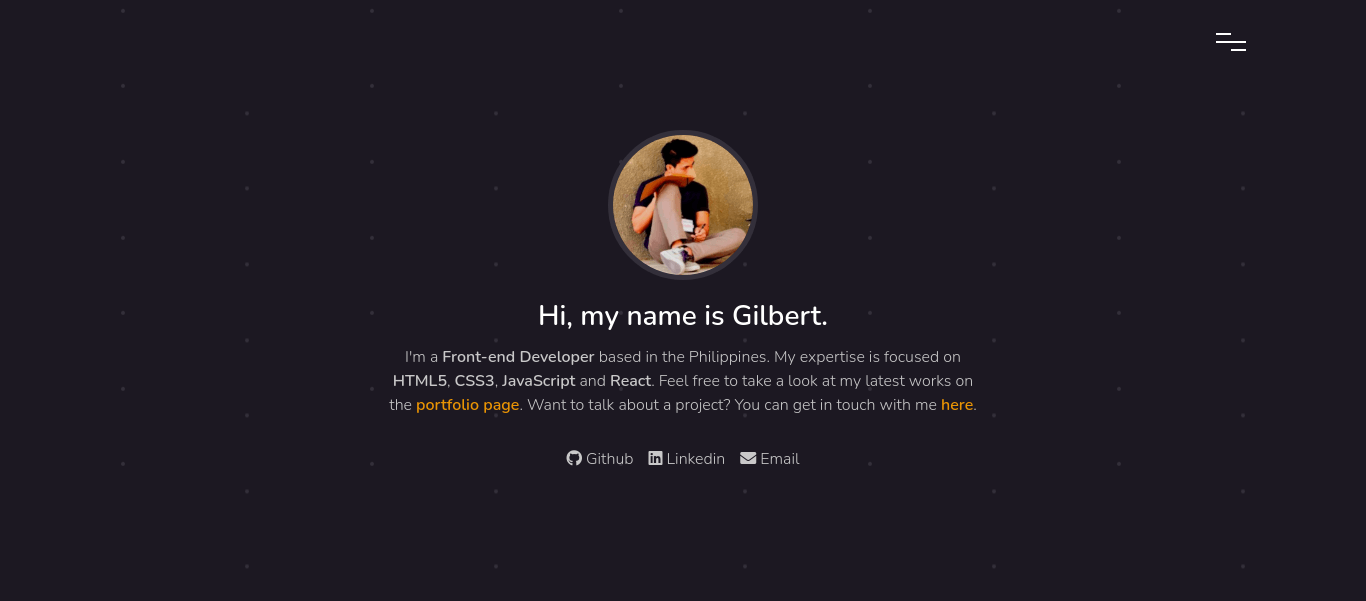 Hi, my name is Gilbert.
I'm a Front-end Developer based in the Philippines. My expertise is focused on
HTML5, CSS3, JavaScript and React. Feel free to take a look at my latest works on
the portfolio page. Want to talk about a project? You can get in touch with me here.
Github Linkedin Email